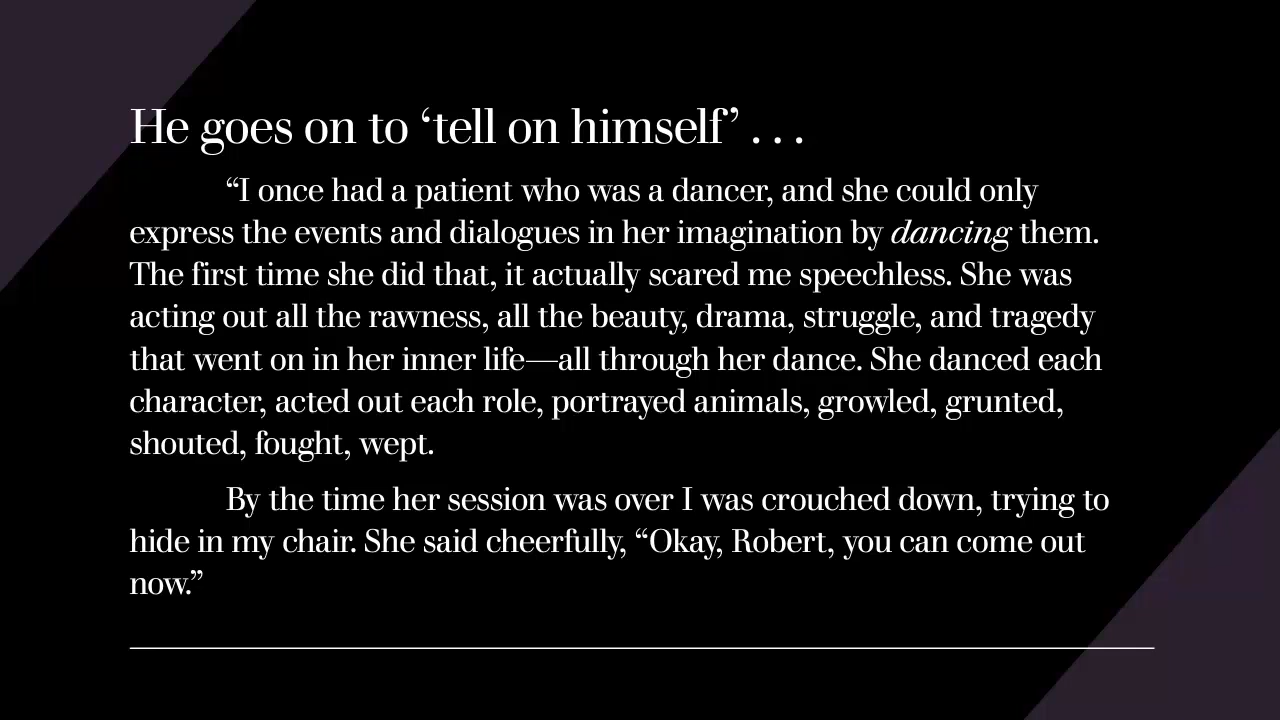 He goes on to ‘tell on himself’ . . .
“I once had a patient who was a dancer, and she could only
express the events and dialogues in her imagination by dancing them.
The first time she did that, it actually scared me speechless. She was
acting out all the rawness, all the beauty, drama, struggle, and tragedy
that went on in her inner life—all through her dance. She danced each
character, acted out each role, portrayed animals, growled, grunted,
shouted, fought, wept.
By the time her session was over I was crouched down, trying to
hide in my chair. She said cheerfully, “Okay, Robert, you can come out
now.”